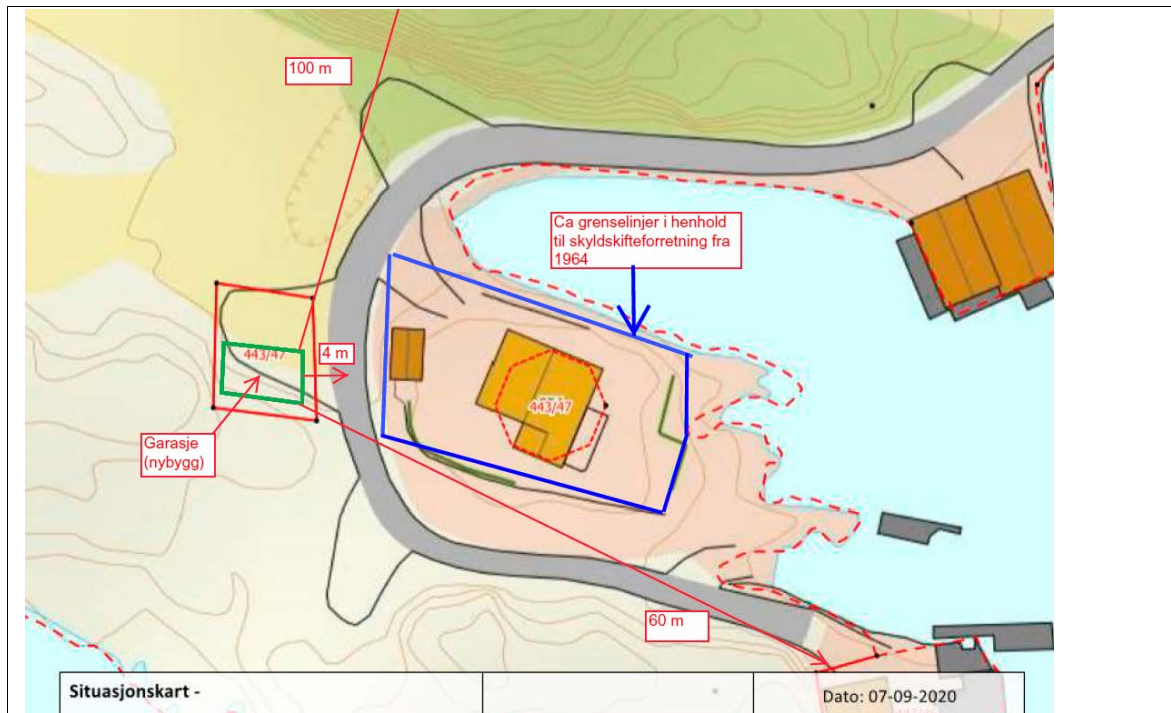 100 m
Ca grenselinjer i henhold
til skyldskifteforretning fra
1964
443/47
4 m
443/47
Garasje
(nybygg)
60 m
Situasjonskart -
Dato: 07-09-2020